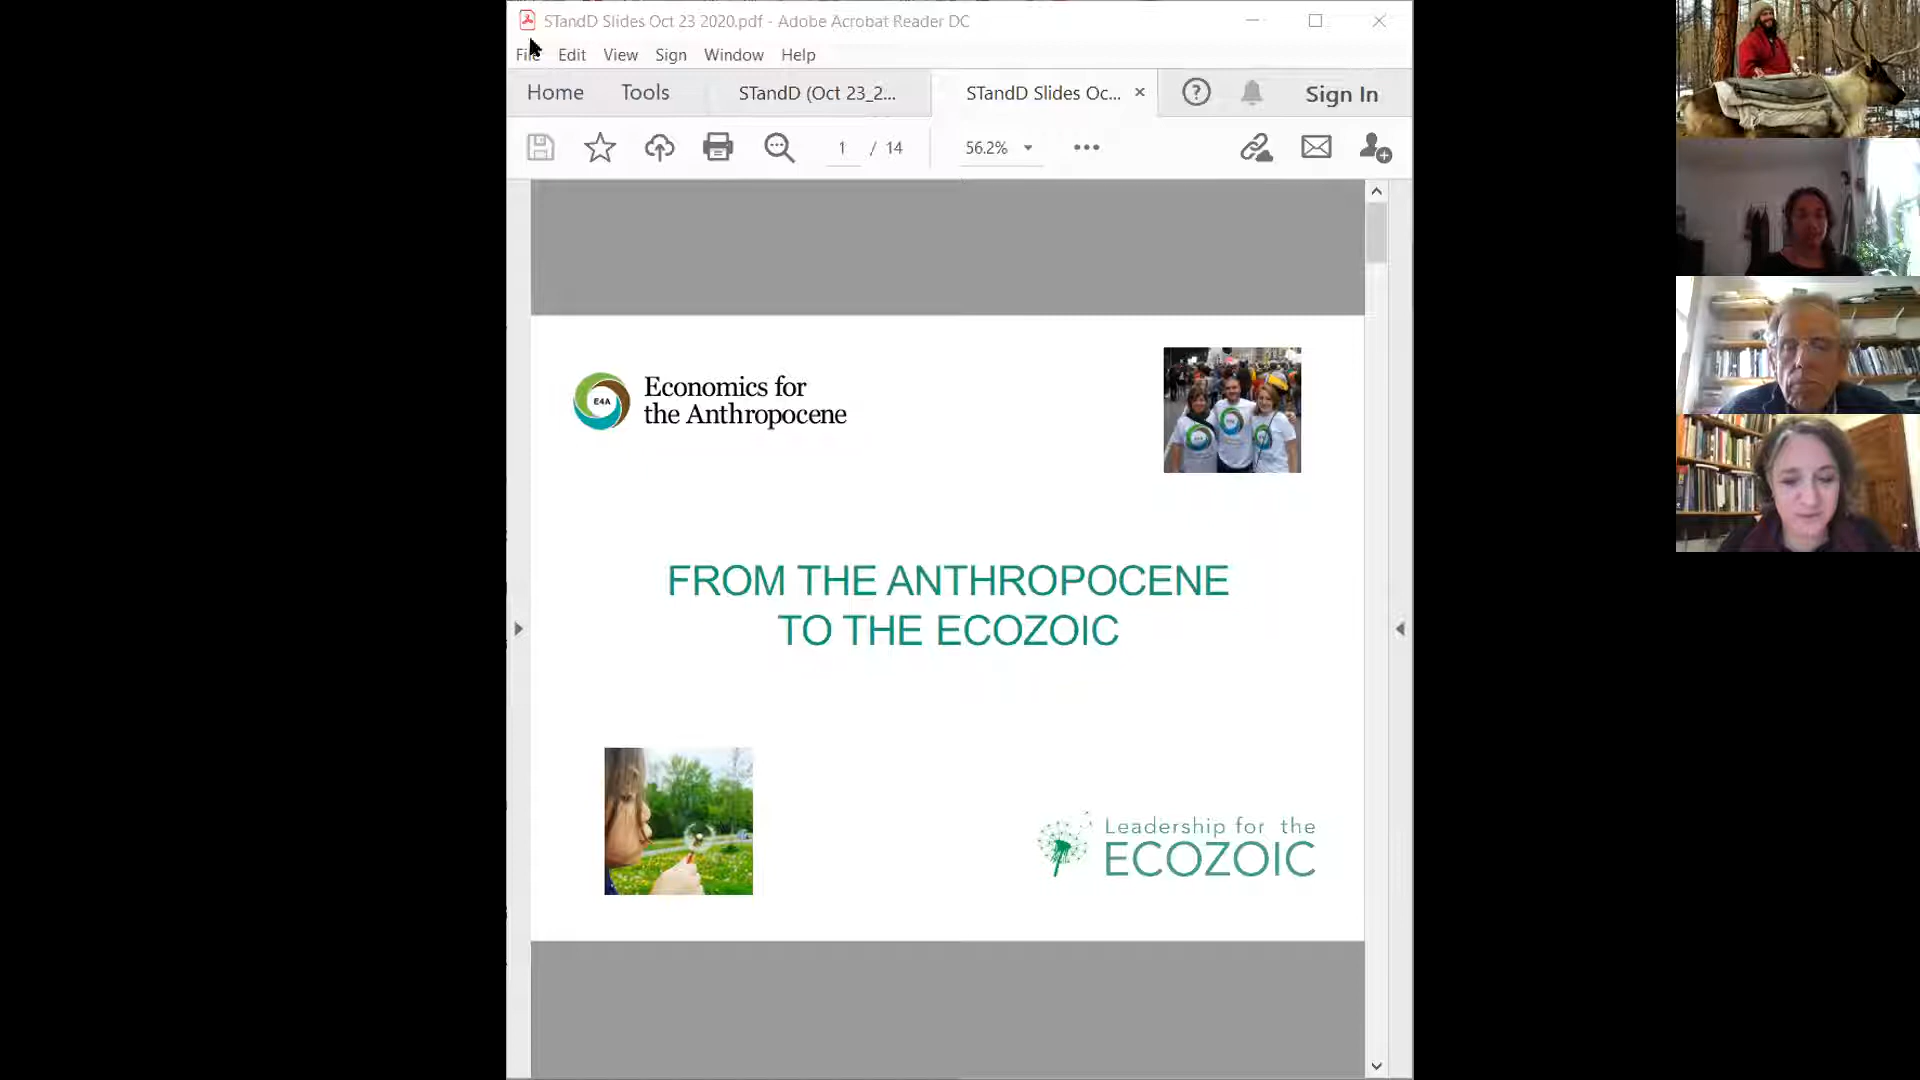 STandD Slides Oct 23 2020.pdf - Adobe Acrobat Reader DC
File Edit View Sign Window Help
Home Tools STandD (Oct 23_2... STandD Slides Oc... Sign In
1 / 14 56.2%
E4A
Economics for
the Anthropocene
FROM THE ANTHROPOCENE
TO THE ECOZOIC
Leadership for the
ECOZOIC